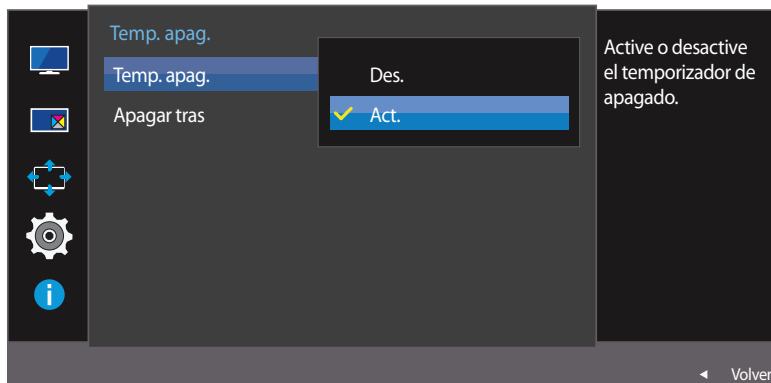 Temp. apag.
Temp. apag.
Des.
Act.
Apagar tras
Active o desactive
el temporizador de
apagado.
Volver